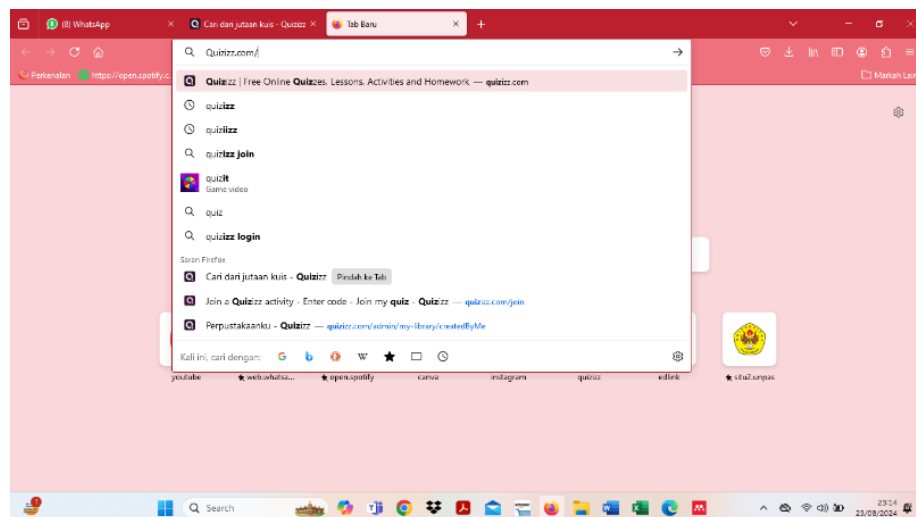 (8) WhatsApp
Cari dari jutaan kuis - Quizizz
Tab Baru
Quizizz.com/
Perkenalan
https://open.spotify.c
Markah Lain
Quizizz | Free Online Quizzes, Lessons, Activities and Homework — quizizz.com
quizizz
quiziizz
quizizz join
quizit
Game video
quiz
quizizz login
Saran Firefox
Cari dari jutaan kuis - Quizizz Pindah ke Tab
Join a Quizizz activity - Enter code - Join my quiz - Quizizz — quizizz.com/join
Perpustakaanku - Quizizz — quizizz.com/admin/my-library/createdByMe
Kali ini, cari dengan:
youtube web.whatsa... open.spotify canva instagram quizizz edlink situ2.unpas
Search
23:14
23/08/2024